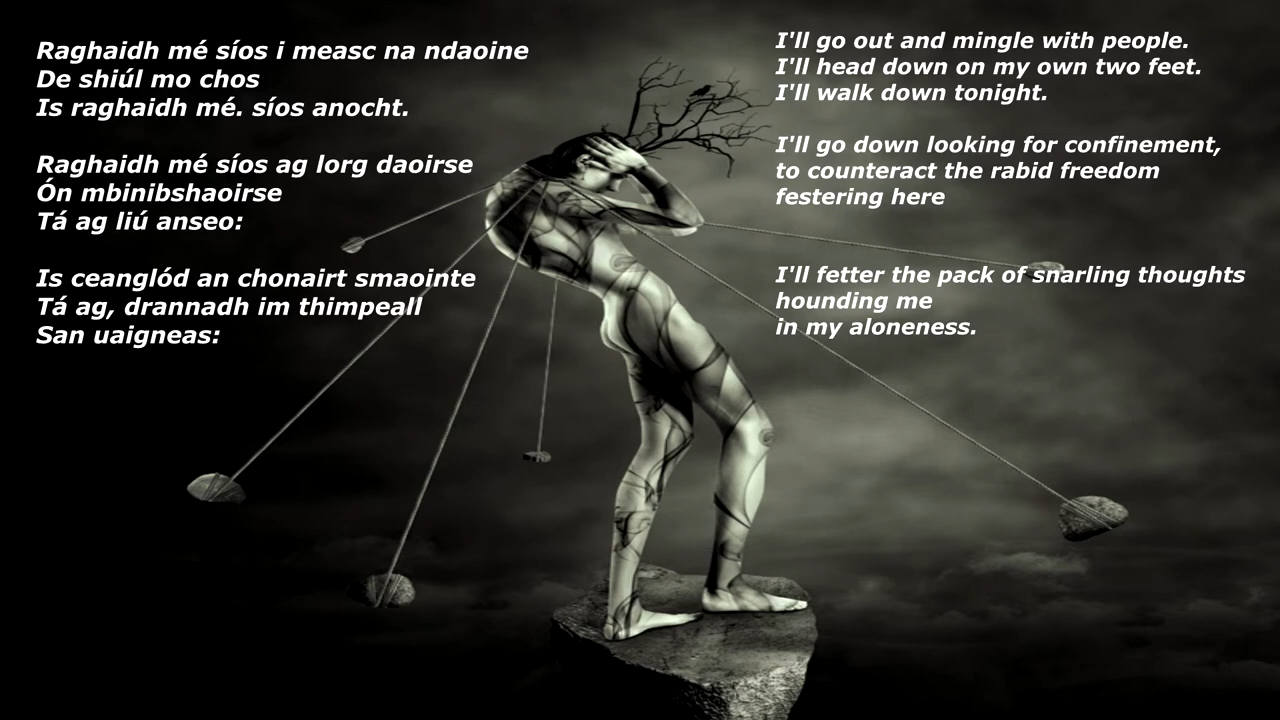 Raghaidh mé síos i measc na ndaoine
De shiúl mo chos
Is raghaidh mé. síos anocht.
Raghaidh mé síos ag lorg daoirse
Ón mbinibshaoirse
Tá ag liú anseo:
Is ceanglód an chonairt smaointe
Tá ag, drannadh im thimpeall
San uaigneas:
I'll go out and mingle with people.
I'll head down on my own two feet.
I'll walk down tonight.
I'll go down looking for confinement,
to counteract the rabid freedom
festering here
I'll fetter the pack of snarling thoughts
hounding me
in my aloneness.